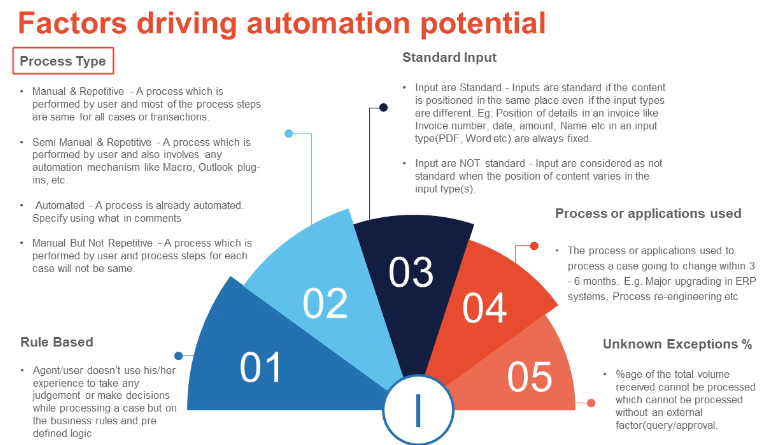 Factors driving automation potential
Process Type
• Manual & Repetitive - A process which is
performed by user and most of the process steps
are same for all cases or transactions.
• Semi Manual & Repetitive - A process which is
performed by user and also involves any
automation mechanism like Macro, Outlook plug-
ins, etc.
• Automated - A process is already automated.
Specify using what in comments
• Manual But Not Repetitive - A process which is
performed by user and process steps for each
case will not be same.
Standard Input
• Input are Standard - Inputs are standard if the content
is positioned in the same place even if the input types
are different. Eg: Position of details in an invoice like
Invoice number, date, amount, Name etc in an input
type(PDF, Word etc) are always fixed.
• Input are NOT standard - Input are considered as not
standard when the position of content varies in the
input type(s).
Process or applications used
• The process or applications used to
process a case going to change within 3
- 6 months. E.g. Major upgrading in ERP
systems, Process re-engineering etc
Rule Based
• Agent/user doesn't use his/her
experience to take any
judgement or make decisions
while processing a case but on
the business rules and pre
defined logic
Unknown Exceptions %
• %age of the total volume
received cannot be processed
which cannot be processed
without an external
factor(query/approval.
01
02
03
04
05
I